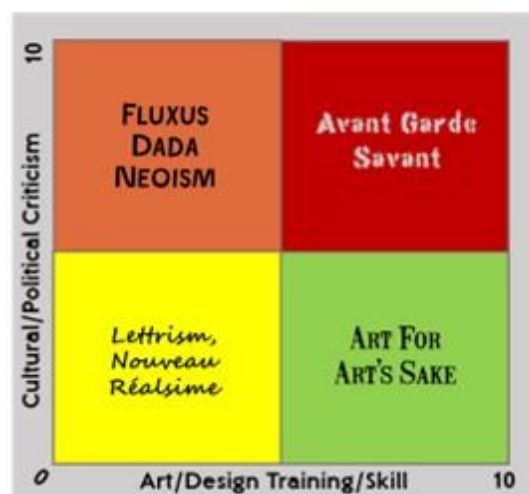 10
Cultural/Political Criticism
FLUXUS
DADA
NEOISM
Avant Garde
Savant
Lettrism,
Nouveau
Réalsime
ART FOR
ART'S SAKE
0
Art/Design Training/Skill
10